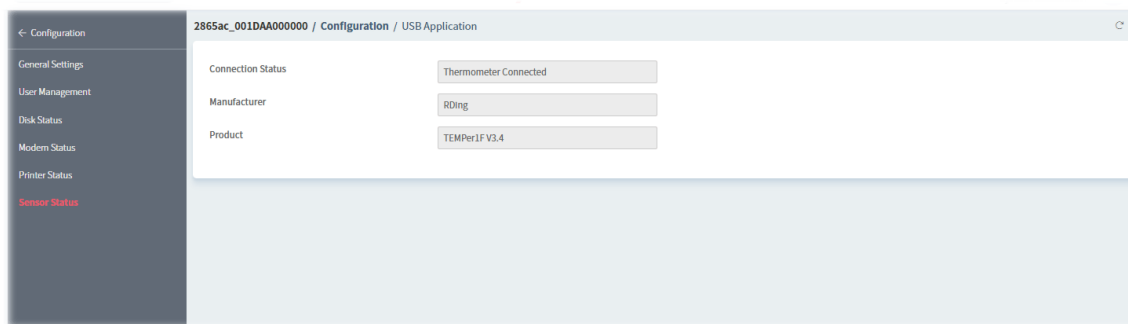 ← Configuration
General Settings
User Management
Disk Status
Modem Status
Printer Status
Sensor Status
2865ac_001DAA000000 / Configuration / USB Application
Connection Status Thermometer Connected
Manufacturer RDing
Product TEMPer1F V3.4